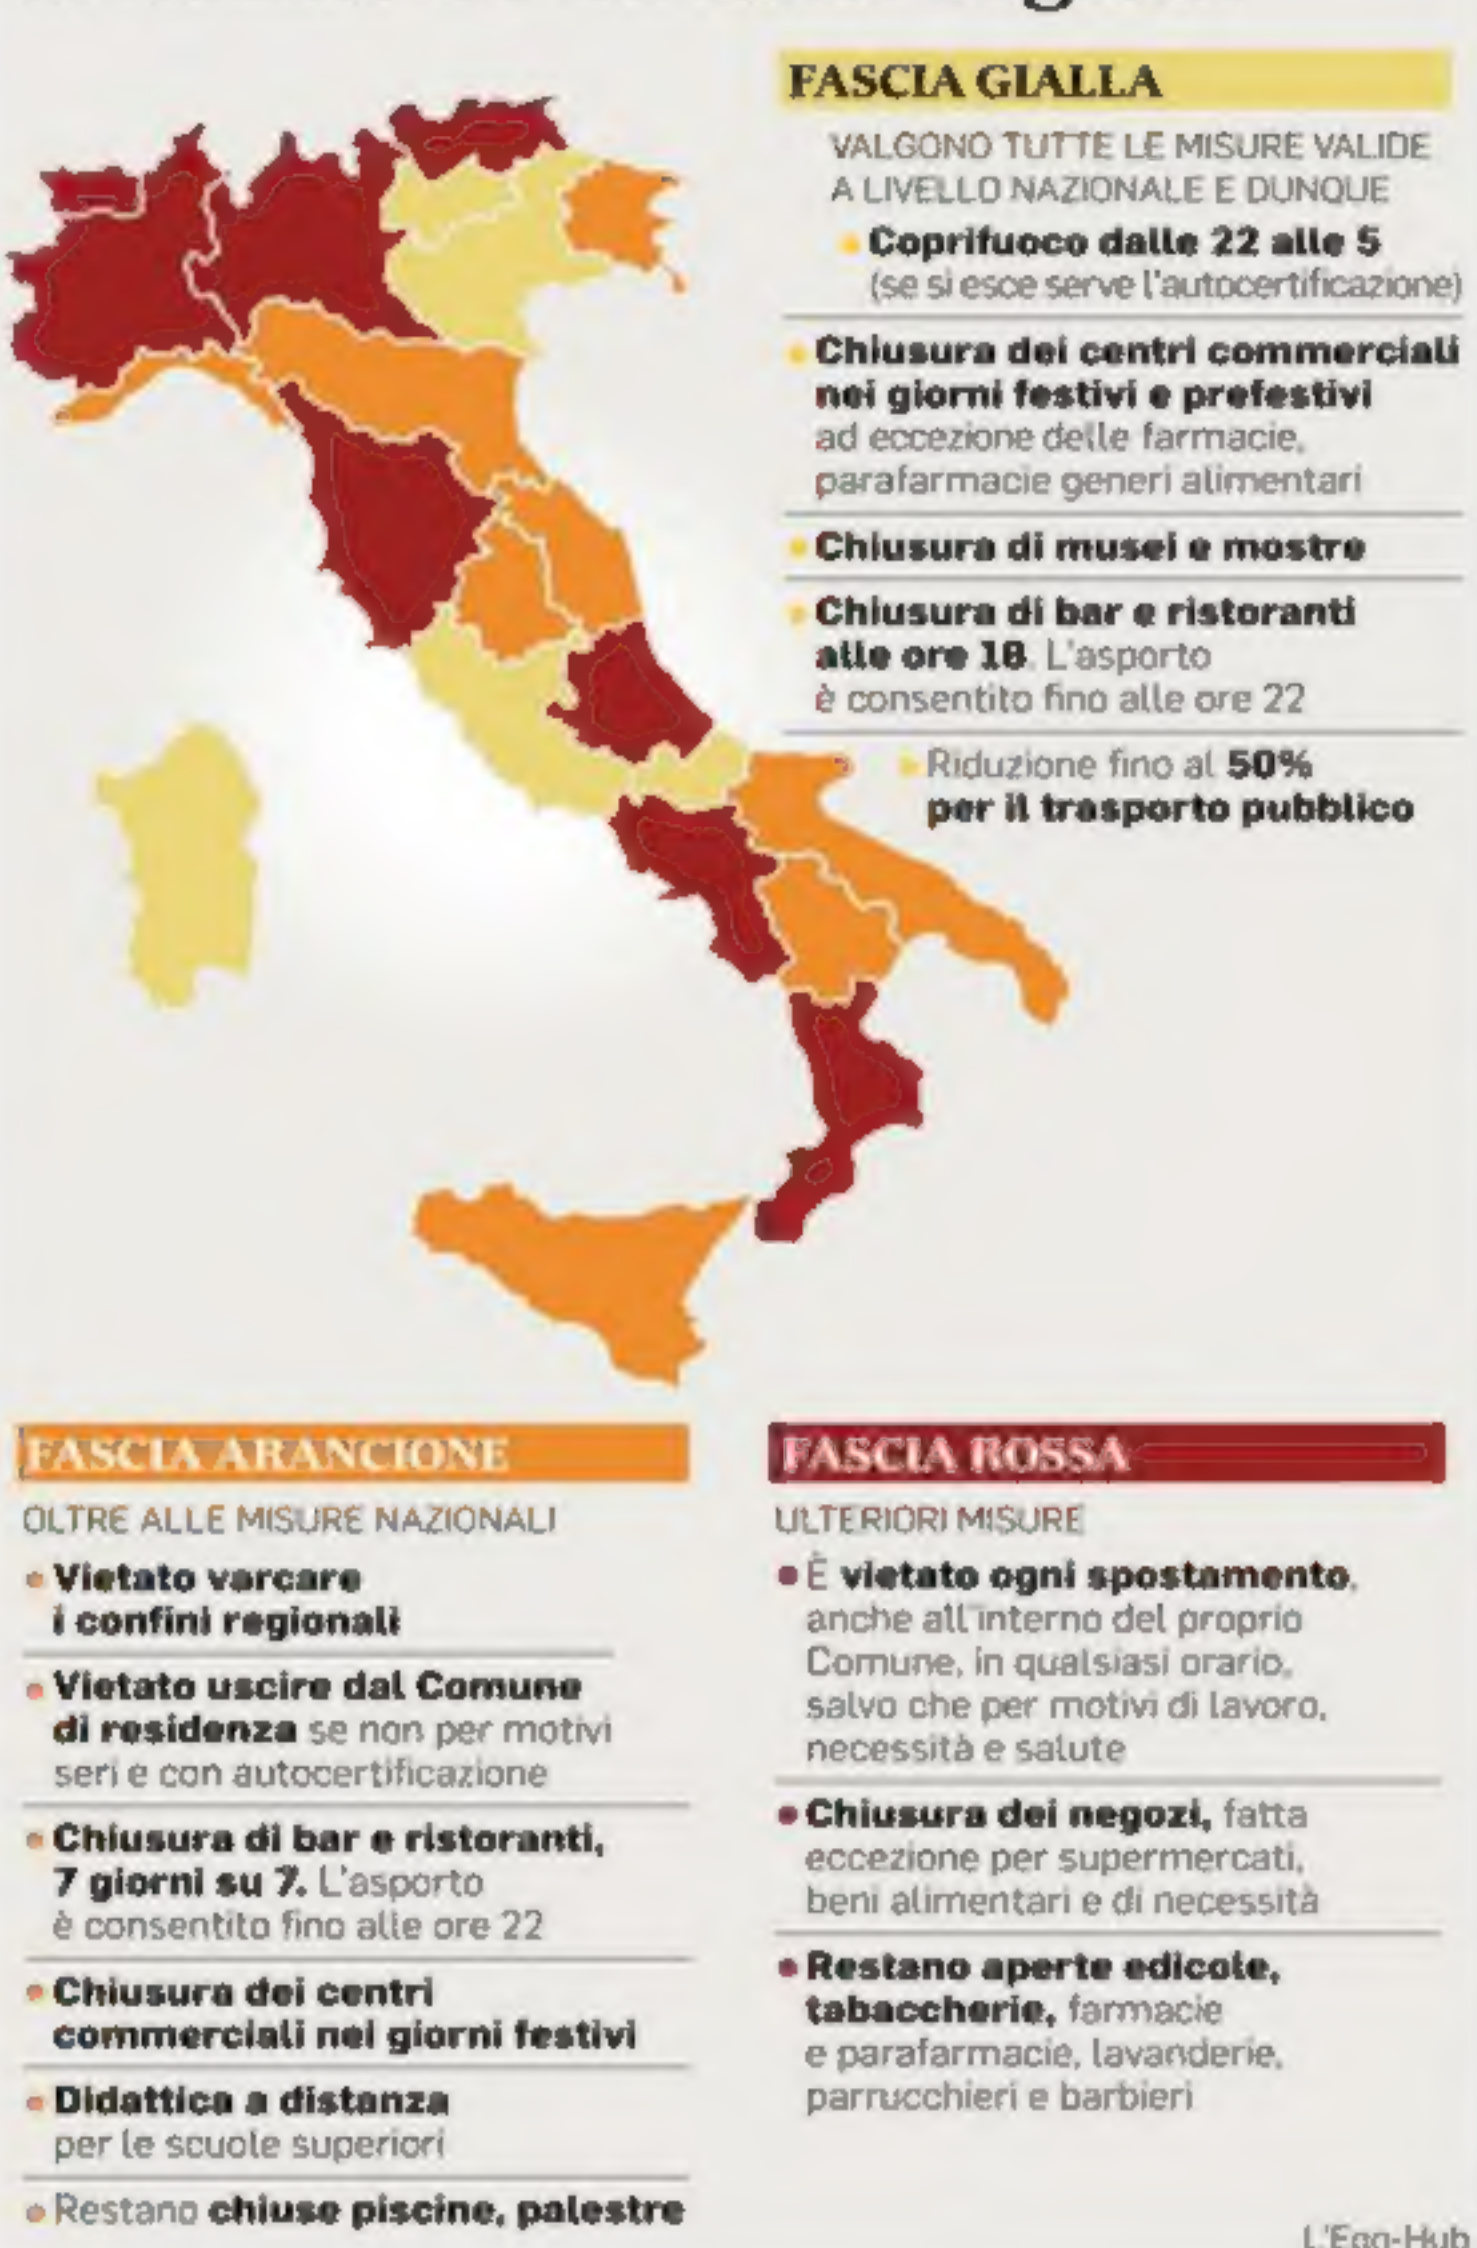 FASCIA GIALLA
VALGONO TUTTE LE MISURE VALIDE
A LIVELLO NAZIONALE E DUNQUE
Coprifuoco dalle 22 alle 5
(se si esce serve l'autocertificazione)
Chiusura dei centri commerciali
nei giorni festivi e prefestivi
ad eccezione delle farmacie,
parafarmacie generi alimentari
Chiusura di musei e mostre
Chiusura di bar e ristoranti
alle ore 18. L'asporto
è consentito fino alle ore 22
Riduzione fino al 50%
per il trasporto pubblico
FASCIA ARANCIONE
OLTRE ALLE MISURE NAZIONALI
Vietato varcare
i confini regionali
Vietato uscire dal Comune
di residenza se non per motivi
seri e con autocertificazione
Chiusura di bar e ristoranti,
7 giorni su 7. L'asporto
è consentito fino alle ore 22
Chiusura dei centri
commerciali nei giorni festivi
Didattica a distanza
per le scuole superiori
Restano chiuse piscine, palestre
FASCIA ROSSA
ULTERIORI MISURE
È vietato ogni spostamento,
anche all'interno del proprio
Comune, in qualsiasi orario,
salvo che per motivi di lavoro,
necessità e salute
Chiusura dei negozi, fatta
eccezione per supermercati,
beni alimentari e di necessità
Restano aperte edicole,
tabaccherie, farmacie
e parafarmacie, lavanderie,
parrucchieri e barbieri
L'Ego-Hub